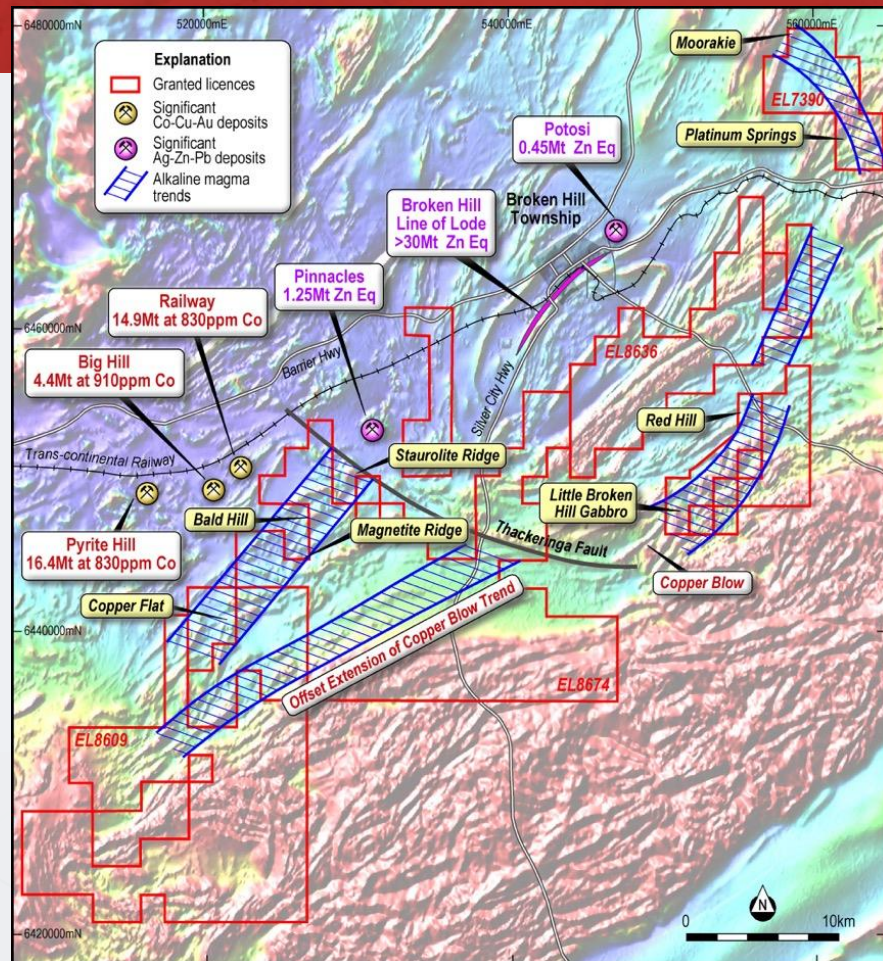 6480000mN
520000mE
540000mE
560000mE
Explanation
Granted licences
Significant
Co-Cu-Au deposits
Significant
Ag-Zn-Pb deposits
Alkaline magma
trends
Moorakie
EL7390
Platinum Springs
Potosi
0.45Mt Zn Eq
Broken Hill
Township
Broken Hill
Line of Lode
>30Mt Zn Eq
Pinnacles
1.25Mt Zn Eq
Railway
14.9Mt at 830ppm Co
6460000mN
Barrier Hwy
EL8636
Big Hill
4.4Mt at 910ppm Co
Silver City Hwy
Red Hill
Trans-continental Railway
Staurolite Ridge
Little Broken
Hill Gabbro
Bald Hill
Magnetite Ridge
Thackeringa Fault
Pyrite Hill
16.4Mt at 830ppm Co
Copper Blow
Copper Flat
6440000mN
Offset Extension of Copper Blow Trend
EL8674
EL8609
N
0
10km
6420000mN